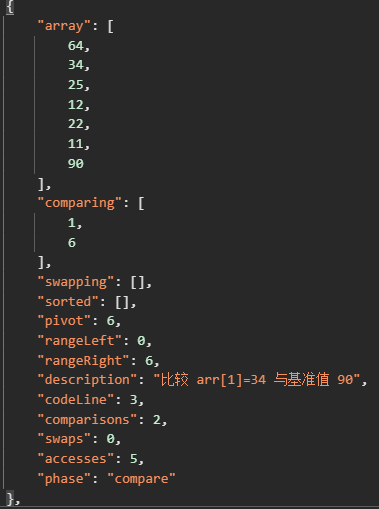 {
"array": [
64,
34,
25,
12,
22,
11,
90
],
"comparing": [
1,
6
],
"swapping": [],
"sorted": [],
"pivot": 6,
"rangeLeft": 0,
"rangeRight": 6,
"description": "比较 arr[1]=34 与基准值 90",
"codeLine": 3,
"comparisons": 2,
"swaps": 0,
"accesses": 5,
"phase": "compare"
},